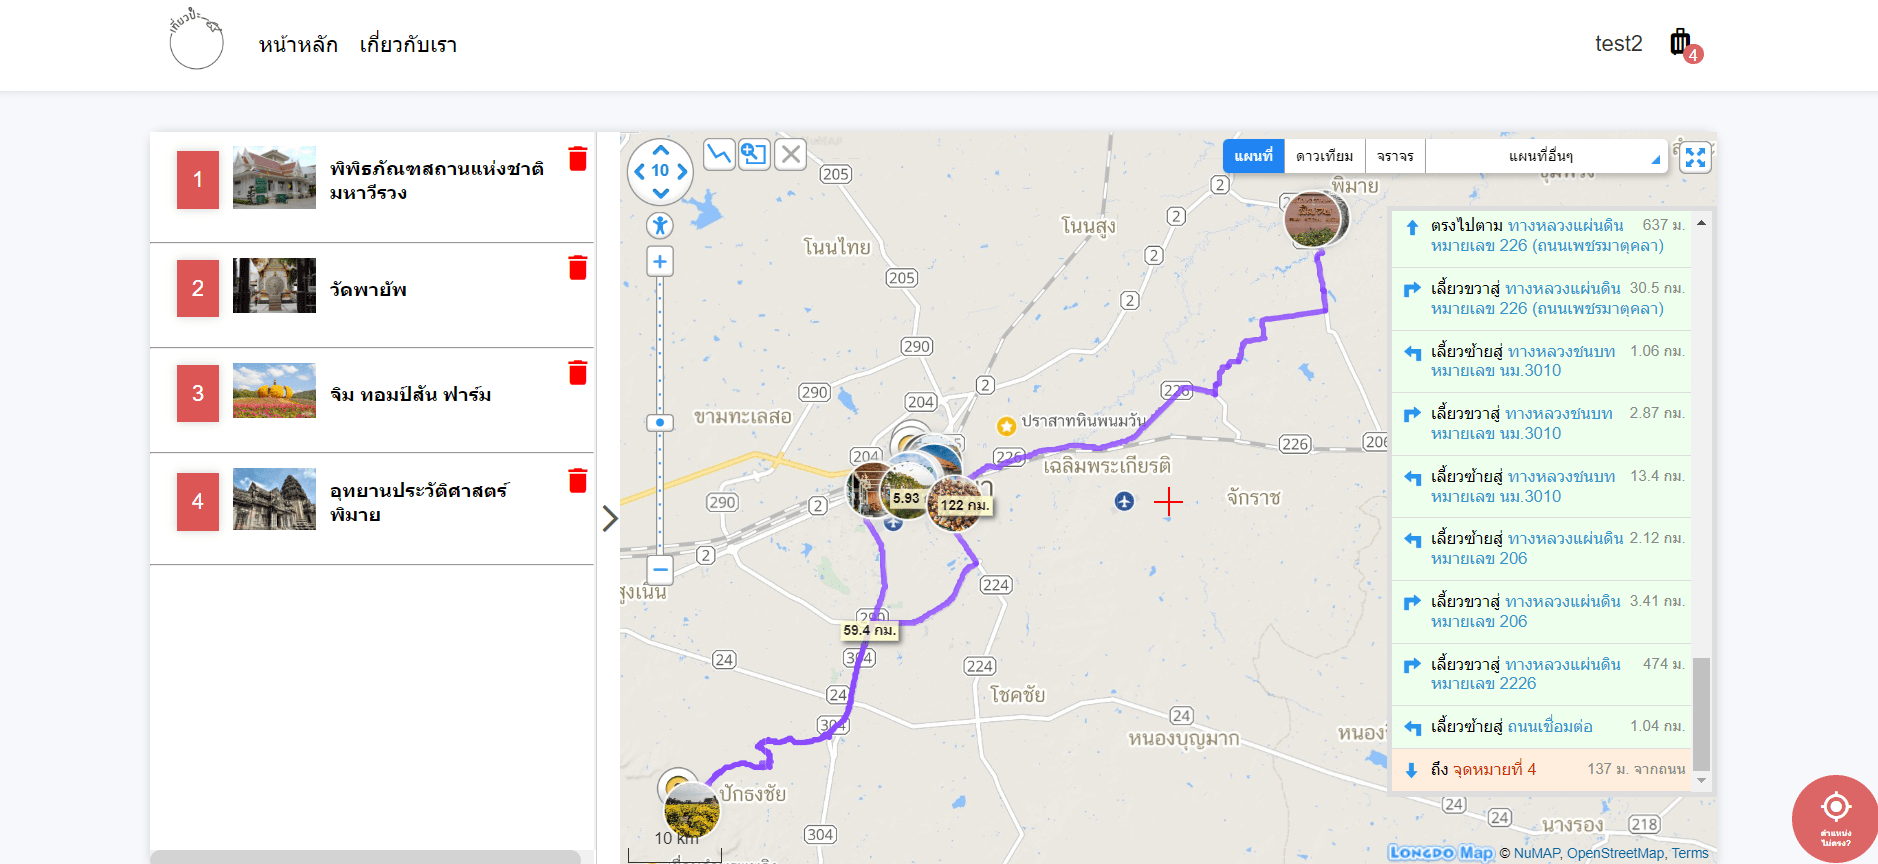 เที่ยวป่ะ
หน้าหลัก เกี่ยวกับเรา
test2
4
1
พิพิธภัณฑสถานแห่งชาติ
มหาวีรวง
2
วัดพายัพ
3
จิม ทอมป์สัน ฟาร์ม
4
อุทยานประวัติศาสตร์
พิมาย
10
แผนที่ ดาวเทียม จราจร แผนที่อื่นๆ
พิมาย
205
2
2
โนนสูง
โนนไทย
2
205
2
290
290
2
204
226
ขามทะเลสอ
ปราสาทหินพนมวัน
204
226
226
206
เฉลิมพระเกียรติ
จักราช
290
2
5.93
122 กม.
2
สูงเนิน
224
290
59.4 กม.
304
24
224
24
โชคชัย
304
24
หนองบุญมาก
ปักธงชัย
304
24
24
นางรอง
218
10 km
ตรงไปตาม ทางหลวงแผ่นดิน 637 ม.
หมายเลข 226 (ถนนเพชรมาตุคลา)
เลี้ยวขวาสู่ ทางหลวงแผ่นดิน 30.5 กม.
หมายเลข 226 (ถนนเพชรมาตุคลา)
เลี้ยวซ้ายสู่ ทางหลวงชนบท 1.06 กม.
หมายเลข นม.3010
เลี้ยวขวาสู่ ทางหลวงชนบท 2.87 กม.
หมายเลข นม.3010
เลี้ยวซ้ายสู่ ทางหลวงชนบท 13.4 กม.
หมายเลข นม.3010
เลี้ยวซ้ายสู่ ทางหลวงแผ่นดิน 2.12 กม.
หมายเลข 206
เลี้ยวขวาสู่ ทางหลวงแผ่นดิน 3.41 กม.
หมายเลข 206
เลี้ยวขวาสู่ ทางหลวงแผ่นดิน 474 ม.
หมายเลข 2226
เลี้ยวซ้ายสู่ ถนนเชื่อมต่อ 1.04 กม.
ถึง จุดหมายที่ 4 137 ม. จากถนน
ตำแหน่ง
ไม่ตรง?
LONGDO Map © NuMAP, OpenStreetMap, Terms